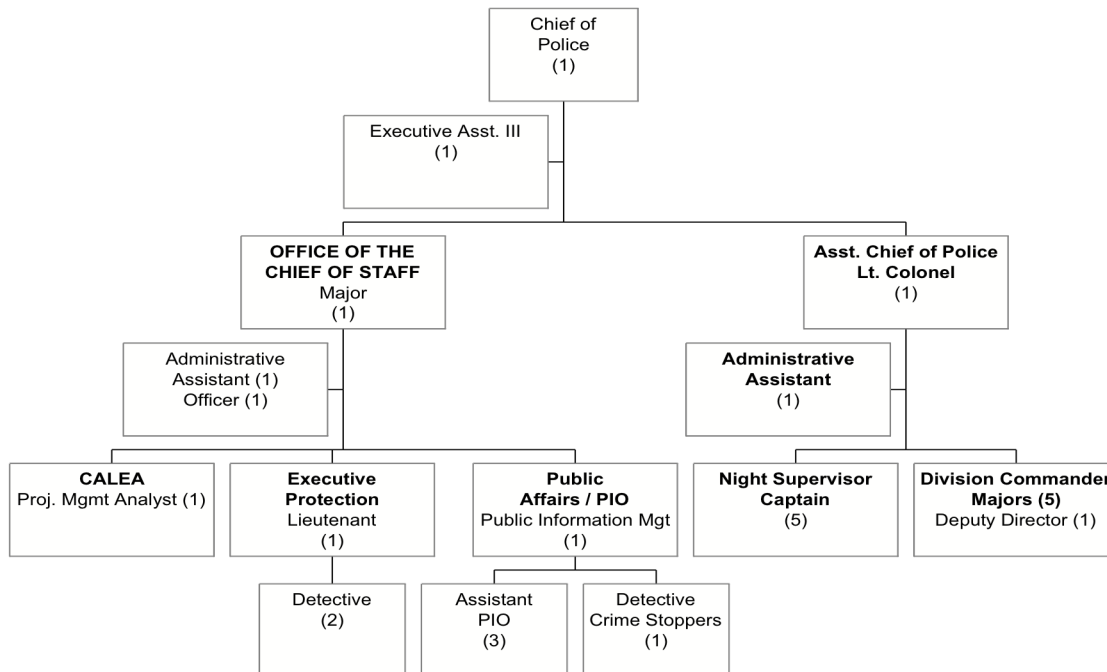 Chief of
Police
(1)
Executive Asst. III
(1)
OFFICE OF THE
CHIEF OF STAFF
Major
(1)
Asst. Chief of Police
Lt. Colonel
(1)
Administrative
Assistant (1)
Officer (1)
Administrative
Assistant
(1)
CALEA
Proj. Mgmt Analyst (1)
Executive
Protection
Lieutenant
(1)
Public
Affairs / PIO
Public Information Mgt
(1)
Night Supervisor
Captain
(5)
Division Commander
Majors (5)
Deputy Director (1)
Detective
(2)
Assistant
PIO
(3)
Detective
Crime Stoppers
(1)